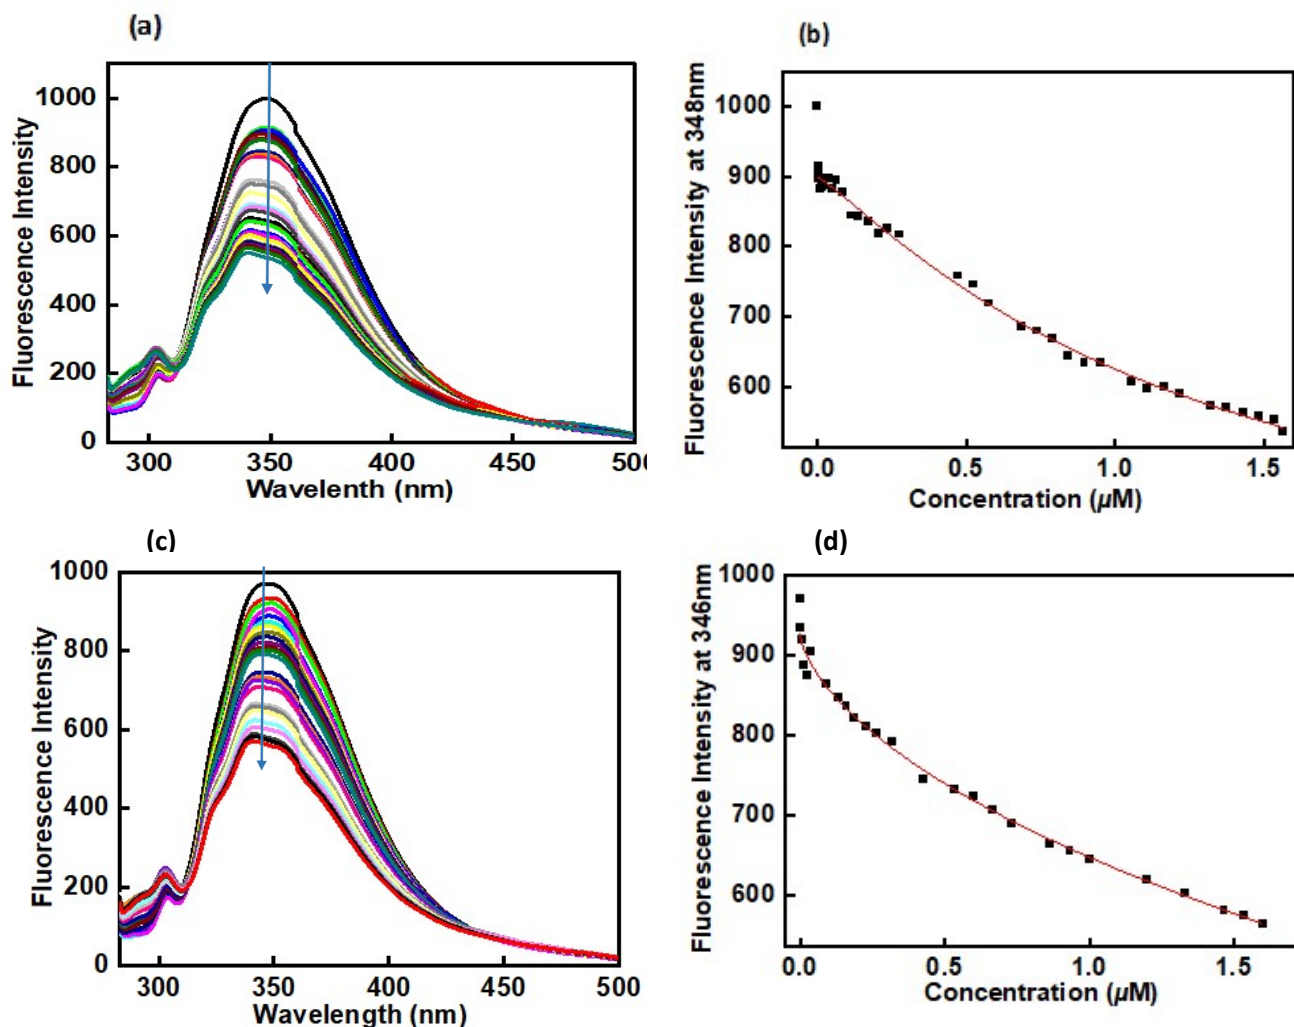 (a)
Fluorescence Intensity
1000
800
600
400
200
0
300 350 400 450 500
Wavelenth (nm)
(b)
Fluorescence Intensity at 348nm
1000
900
800
700
600
0.0 0.5 1.0 1.5
Concentration (µM)
(c)
Fluorescence Intensity
1000
800
600
400
200
0
300 350 400 450 500
Wavelength (nm)
(d)
Fluorescence Intensity at 346nm
1000
900
800
700
600
0.0 0.5 1.0 1.5
Concentration (µM)